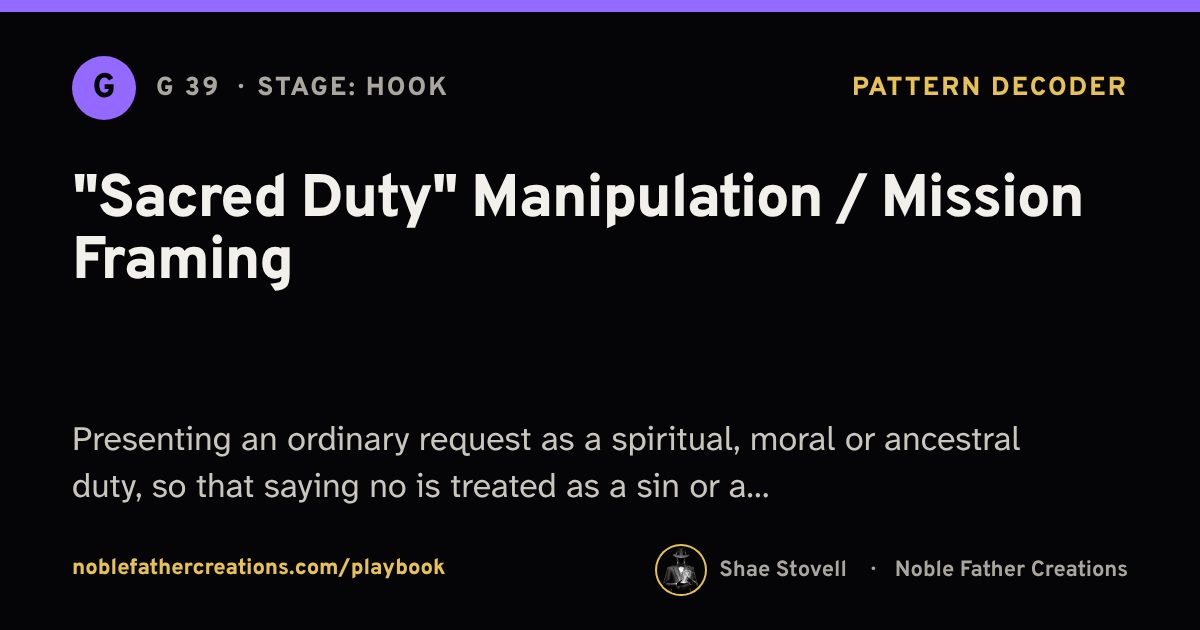 G
G 39 · STAGE: HOOK
PATTERN DECODER
"Sacred Duty" Manipulation / Mission
Framing
Presenting an ordinary request as a spiritual, moral or ancestral
duty, so that saying no is treated as a sin or a...
noblefathercreations.com/playbook
Shae Stovell · Noble Father Creations